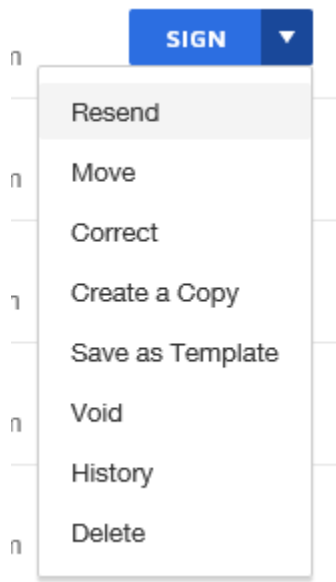 SIGN
Resend
Move
Correct
Create a Copy
Save as Template
Void
History
Delete